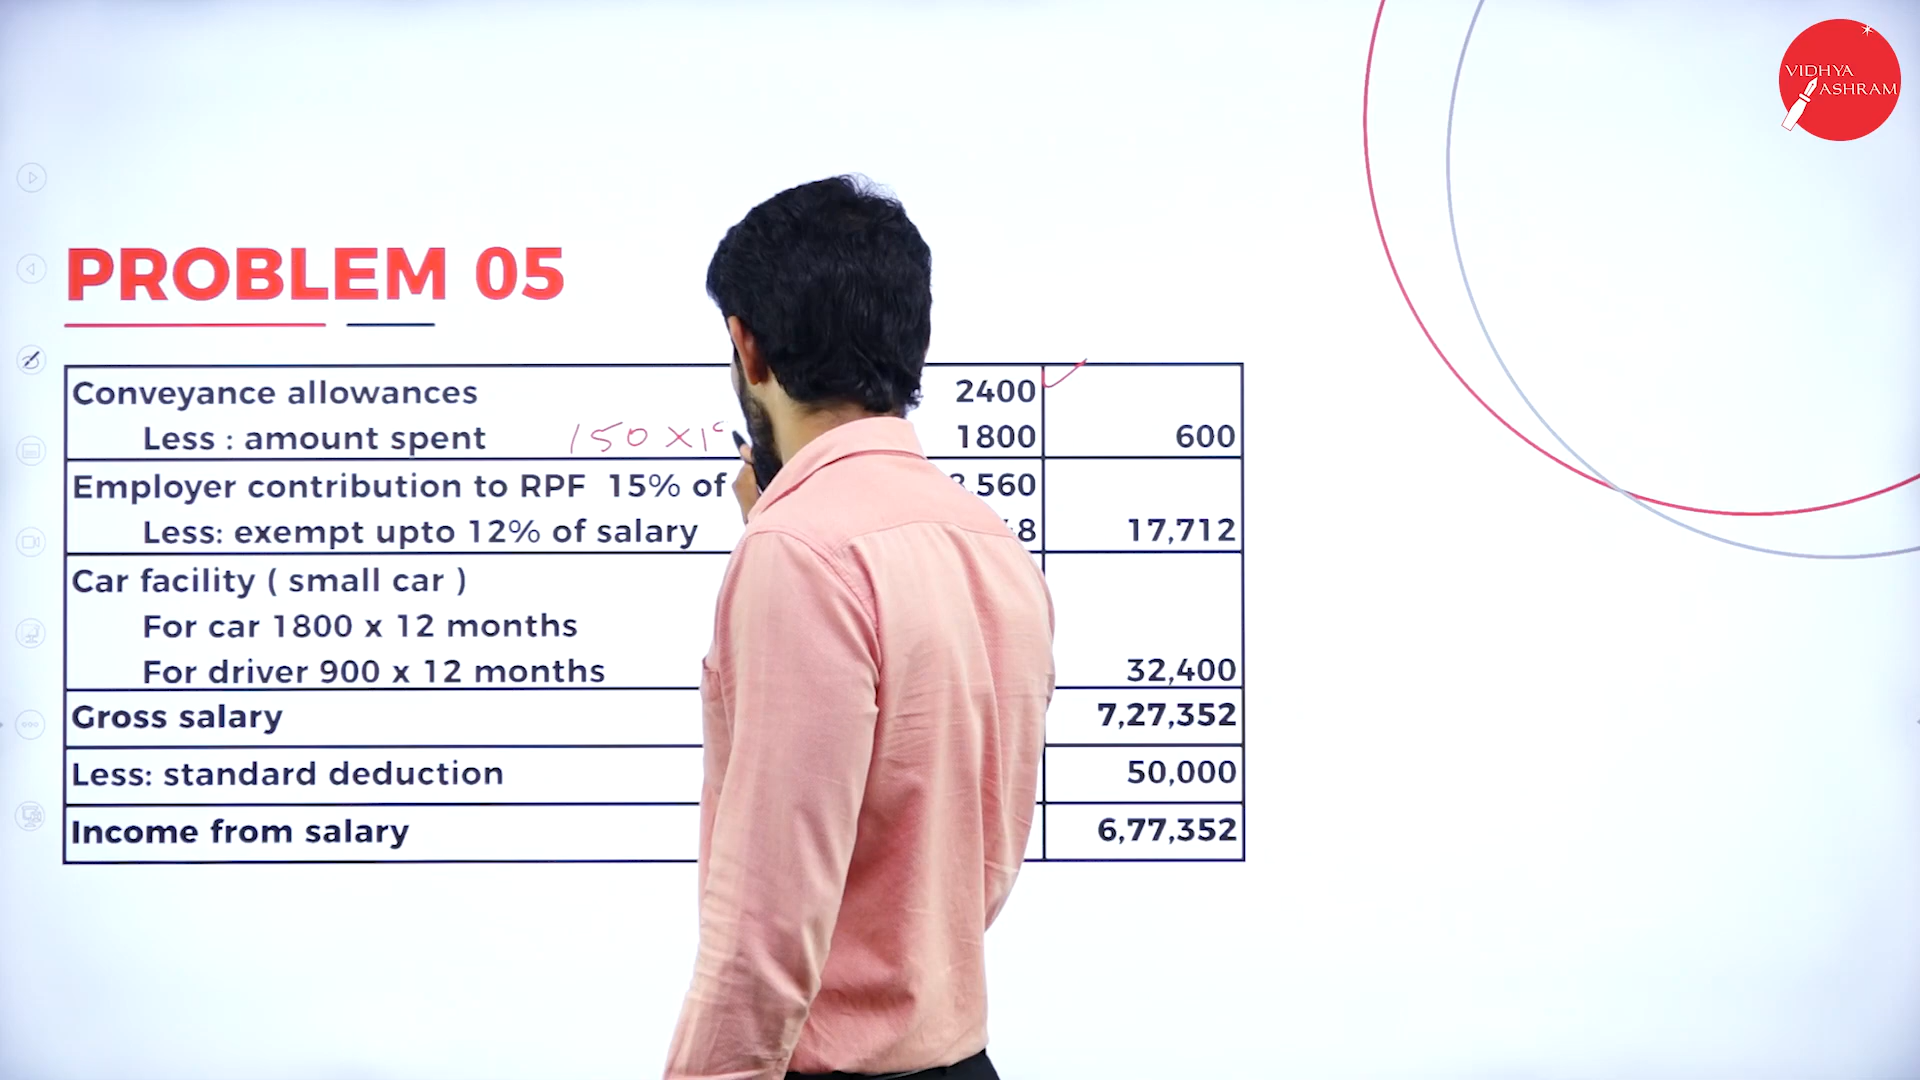 VIDHYA
ASHRAM
PROBLEM 05
Conveyance allowances 2400
Less : amount spent 150 x 1 1800 600
Employer contribution to RPF 15% of 560
Less: exempt upto 12% of salary 8 17,712
Car facility ( small car )
For car 1800 x 12 months
For driver 900 x 12 months 32,400
Gross salary 7,27,352
Less: standard deduction 50,000
Income from salary 6,77,352